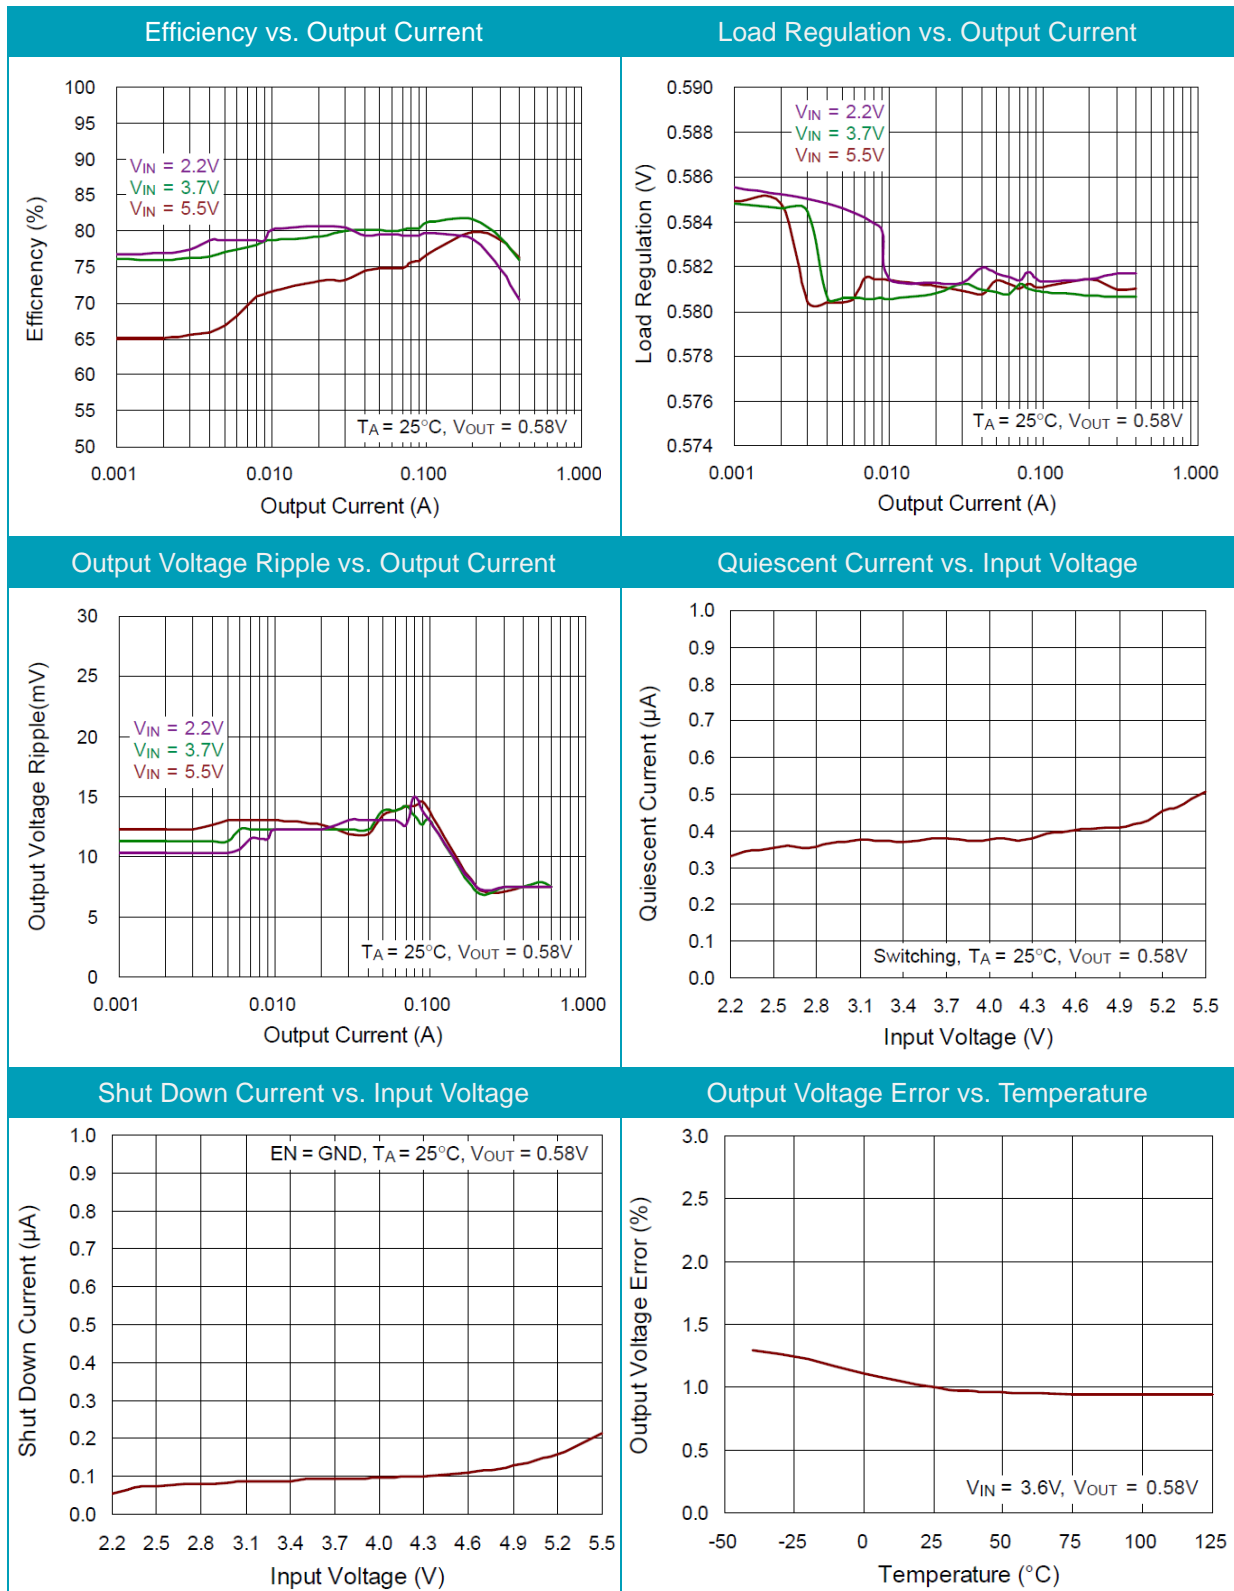 Efficiency vs. Output Current
100
95
90
85
80
75
70
65
60
55
50
Efficnency (%)
VIN = 2.2V
VIN = 3.7V
VIN = 5.5V
TA = 25°C, VOUT = 0.58V
0.001 0.010 0.100 1.000
Output Current (A)
Load Regulation vs. Output Current
0.590
0.588
0.586
0.584
0.582
0.580
0.578
0.576
0.574
Load Regulation (V)
VIN = 2.2V
VIN = 3.7V
VIN = 5.5V
TA = 25°C, VOUT = 0.58V
0.001 0.010 0.100 1.000
Output Current (A)
Output Voltage Ripple vs. Output Current
30
25
20
15
10
5
0
Output Voltage Ripple(mV)
VIN = 2.2V
VIN = 3.7V
VIN = 5.5V
TA = 25°C, VOUT = 0.58V
0.001 0.010 0.100 1.000
Output Current (A)
Quiescent Current vs. Input Voltage
1.0
0.9
0.8
0.7
0.6
0.5
0.4
0.3
0.2
0.1
0.0
Quiescent Current (µA)
Switching, TA = 25°C, VOUT = 0.58V
2.2 2.5 2.8 3.1 3.4 3.7 4.0 4.3 4.6 4.9 5.2 5.5
Input Voltage (V)
Shut Down Current vs. Input Voltage
1.0
0.9
0.8
0.7
0.6
0.5
0.4
0.3
0.2
0.1
0.0
Shut Down Current (µA)
EN = GND, TA = 25°C, VOUT = 0.58V
2.2 2.5 2.8 3.1 3.4 3.7 4.0 4.3 4.6 4.9 5.2 5.5
Input Voltage (V)
Output Voltage Error vs. Temperature
3.0
2.5
2.0
1.5
1.0
0.5
0.0
Output Voltage Error (%)
VIN = 3.6V, VOUT = 0.58V
-50 -25 0 25 50 75 100 125
Temperature (°C)